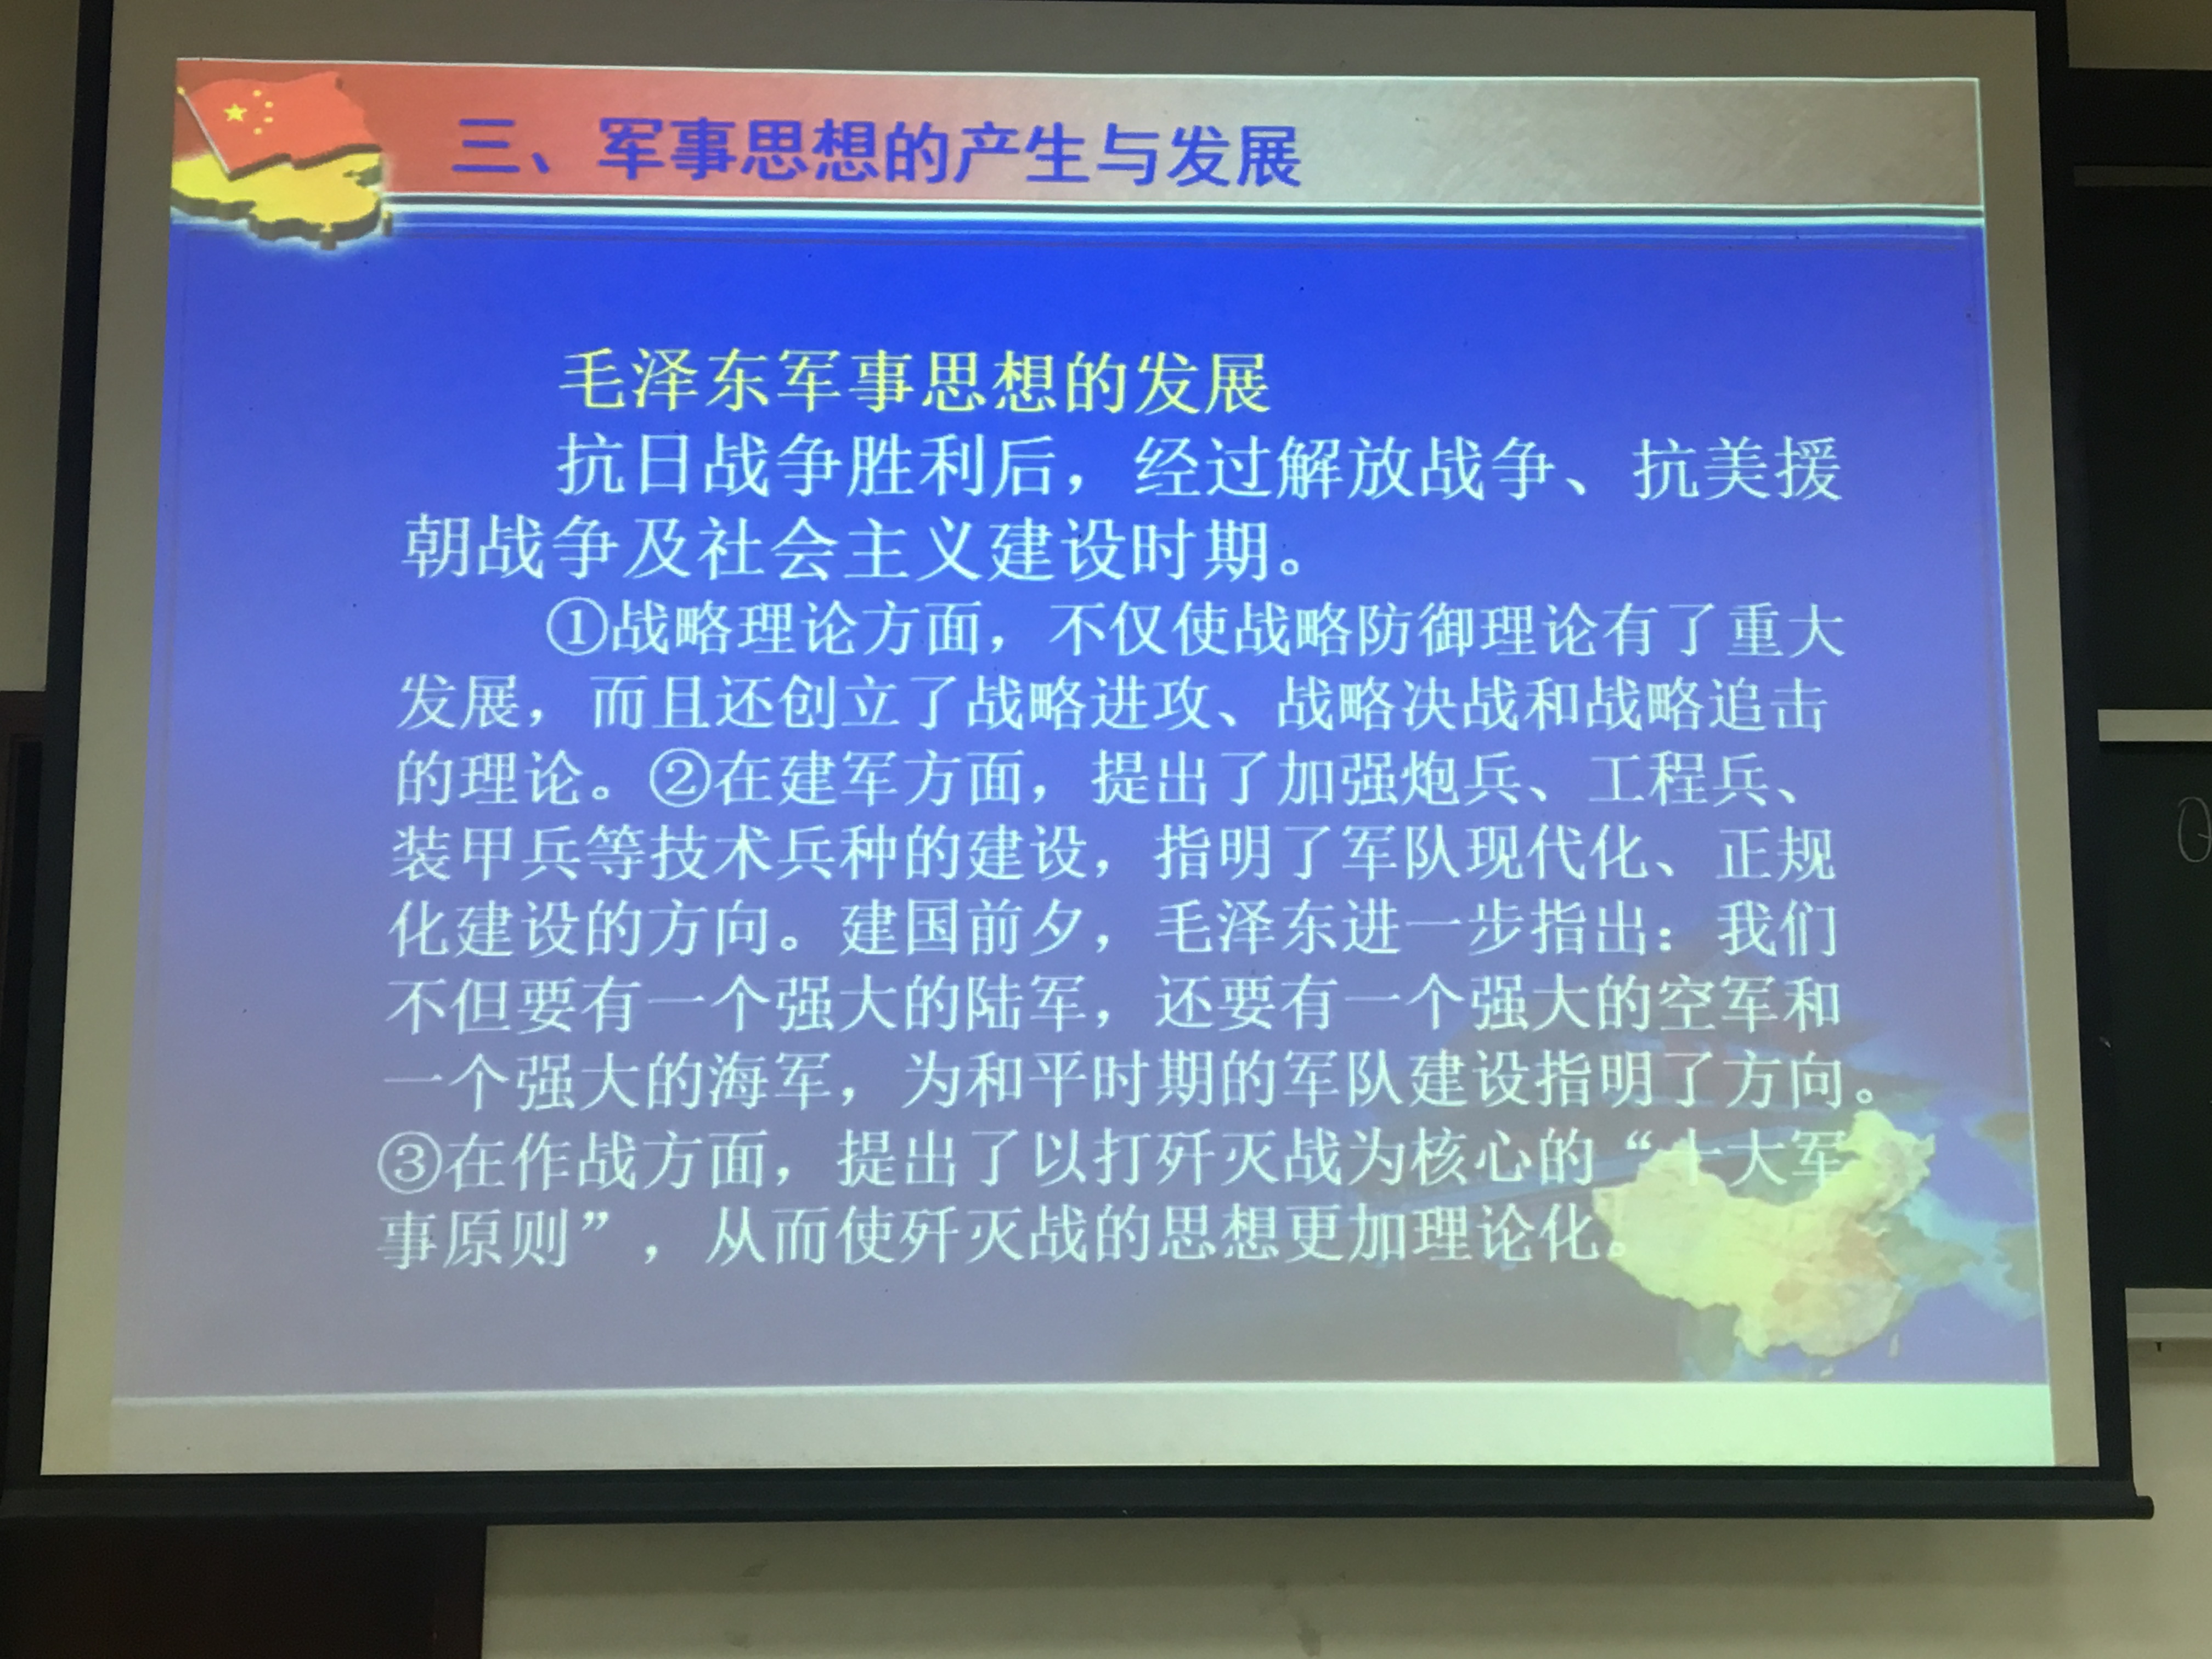 三、军事思想的产生与发展
毛泽东军事思想的发展
抗日战争胜利后，经过解放战争、抗美援
朝战争及社会主义建设时期。
①战略理论方面，不仅使战略防御理论有了重大
发展，而且还创立了战略进攻、战略决战和战略追击
的理论。②在建军方面，提出了加强炮兵、工程兵、
装甲兵等技术兵种的建设，指明了军队现代化、正规
化建设的方向。建国前夕，毛泽东进一步指出：我们
不但要有一个强大的陆军，还要有一个强大的空军和
一个强大的海军，为和平时期的军队建设指明了方向。
③在作战方面，提出了以打歼灭战为核心的“十大军
事原则”，从而使歼灭战的思想更加理论化。